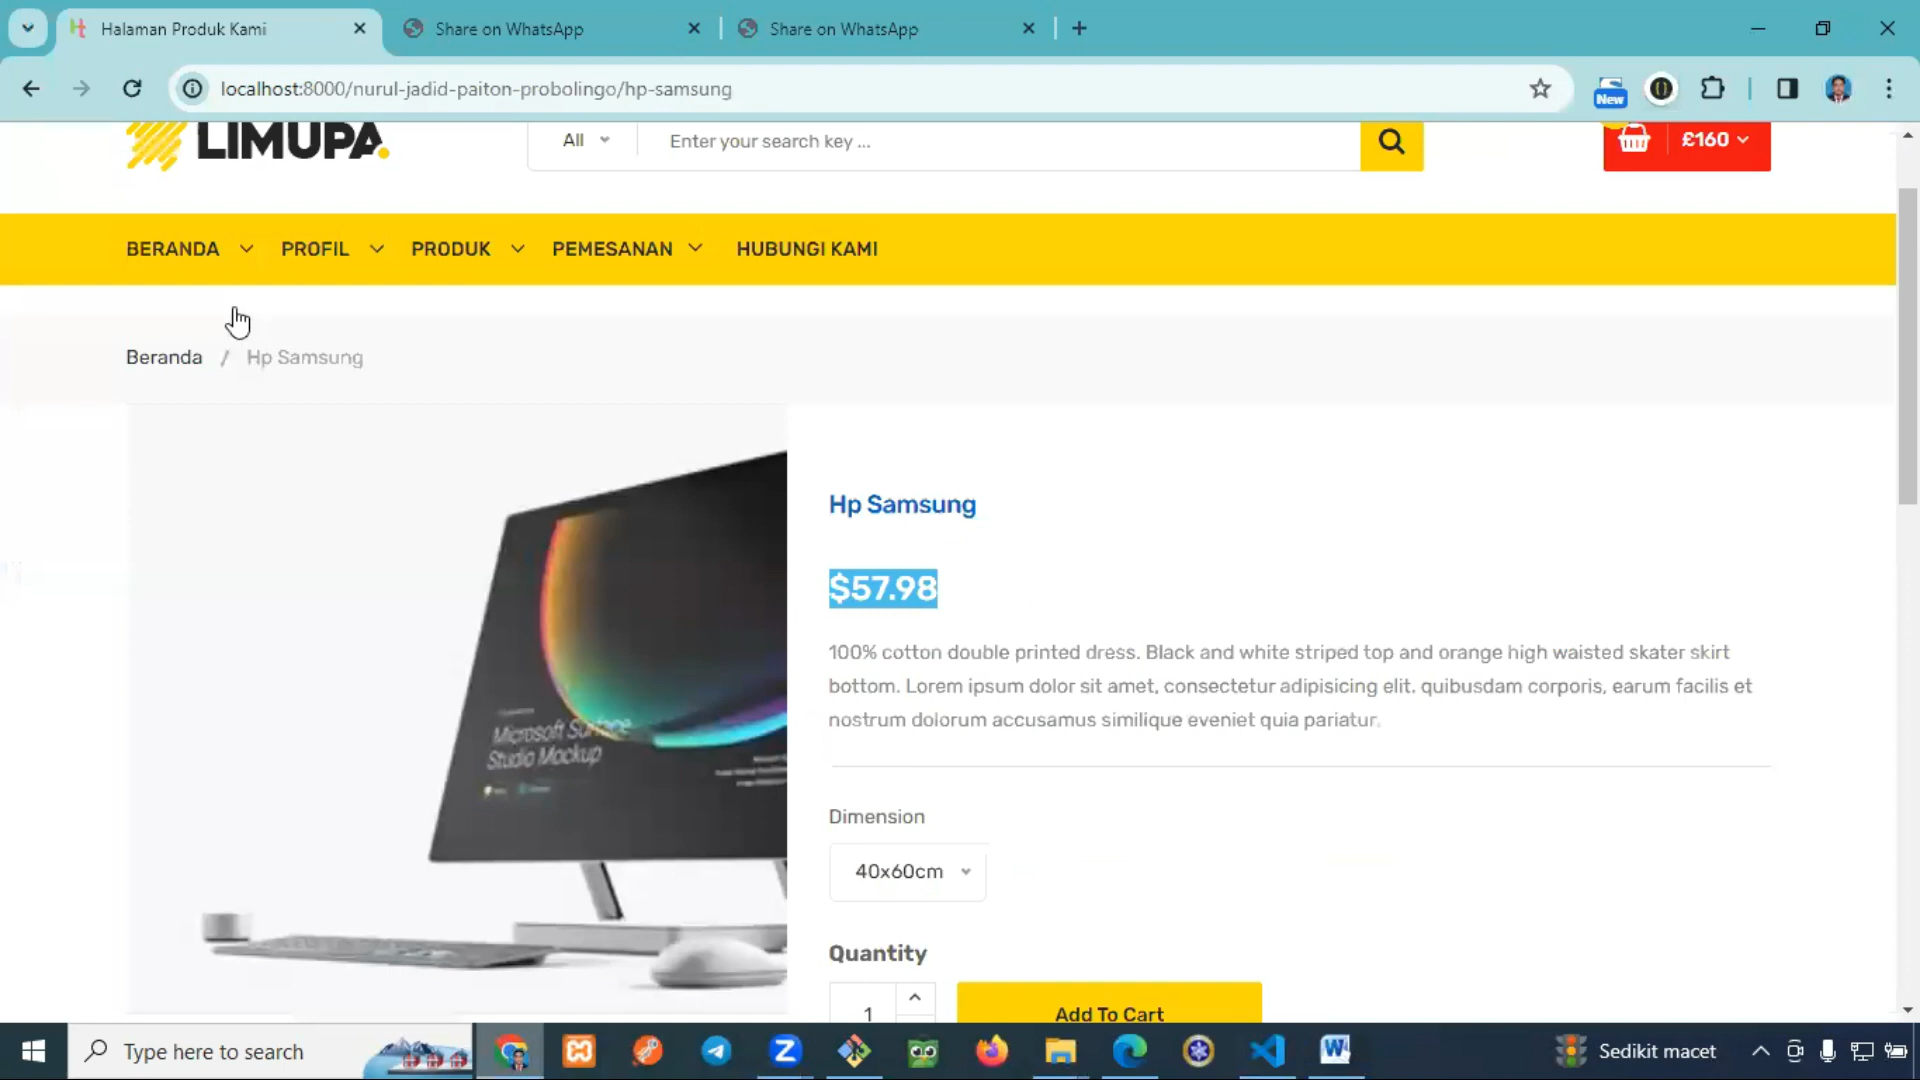 Halaman Produk Kami
Share on WhatsApp
Share on WhatsApp
localhost:8000/nurul-jadid-paiton-probolingo/hp-samsung
New
LIMUPA.
All
Enter your search key ...
£160
BERANDA
PROFIL
PRODUK
PEMESANAN
HUBUNGI KAMI
Beranda / Hp Samsung
Microsoft Surface
Studio Mockup
Hp Samsung
$57.98
100% cotton double printed dress. Black and white striped top and orange high waisted skater skirt
bottom. Lorem ipsum dolor sit amet, consectetur adipisicing elit. quibusdam corporis, earum facilis et
nostrum dolorum accusamus similique eveniet quia pariatur.
Dimension
40x60cm
Quantity
1
Add To Cart
Type here to search
Sedikit macet